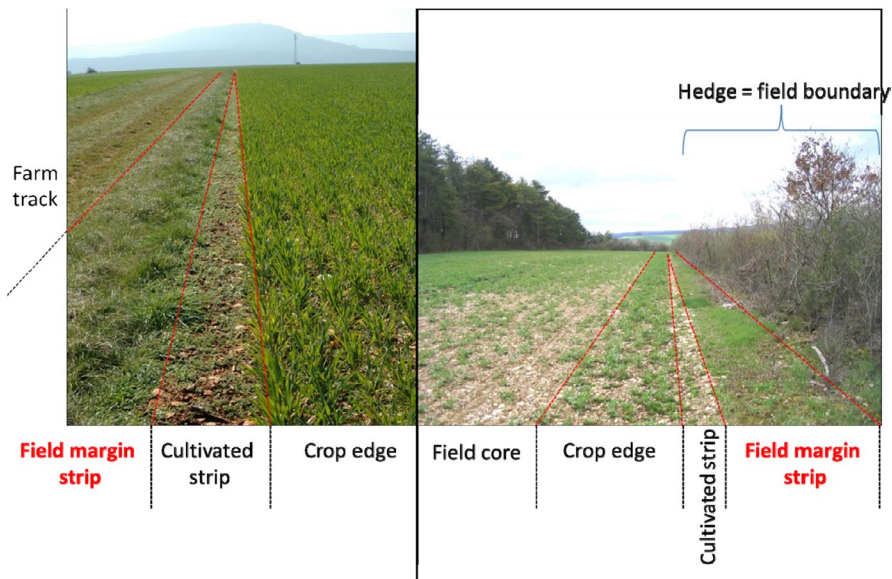 Hedge = field boundary
Farm
track
Field margin
strip
Cultivated
strip
Crop edge
Field core
Crop edge
Cultivated strip
Field margin
strip